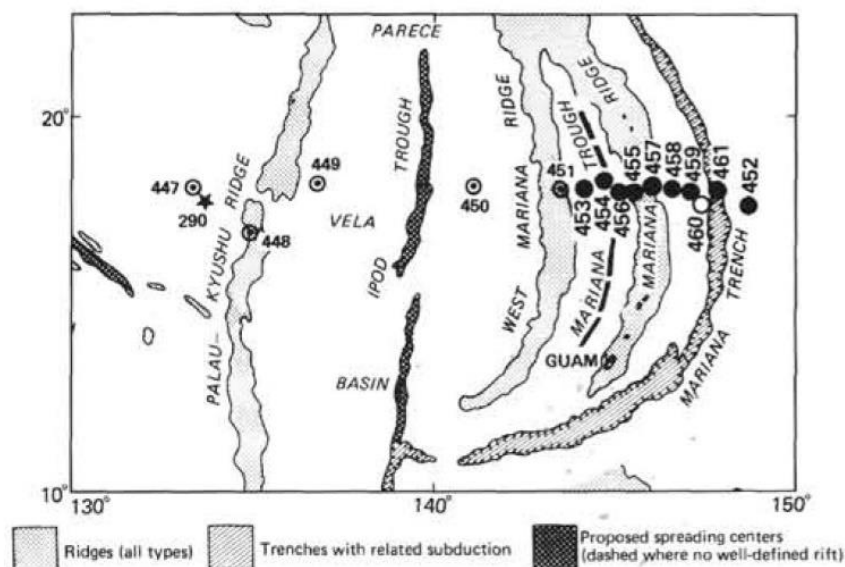 PARECE
20°
RIDGE
RIDGE
TROUGH
TROUGH
447
290
449
450
451
453
454
456
455
457
458
459
460
461
452
RIDGE
KYUSHU
PALAU–
448
VELA
IPOD
BASIN
MARIANA
WEST
MARIANA
MARIANA
GUAM
TRENCH
MARIANA
10°
130°
140°
150°
Ridges (all types)
Trenches with related subduction
Proposed spreading centers
(dashed where no well-defined rift)